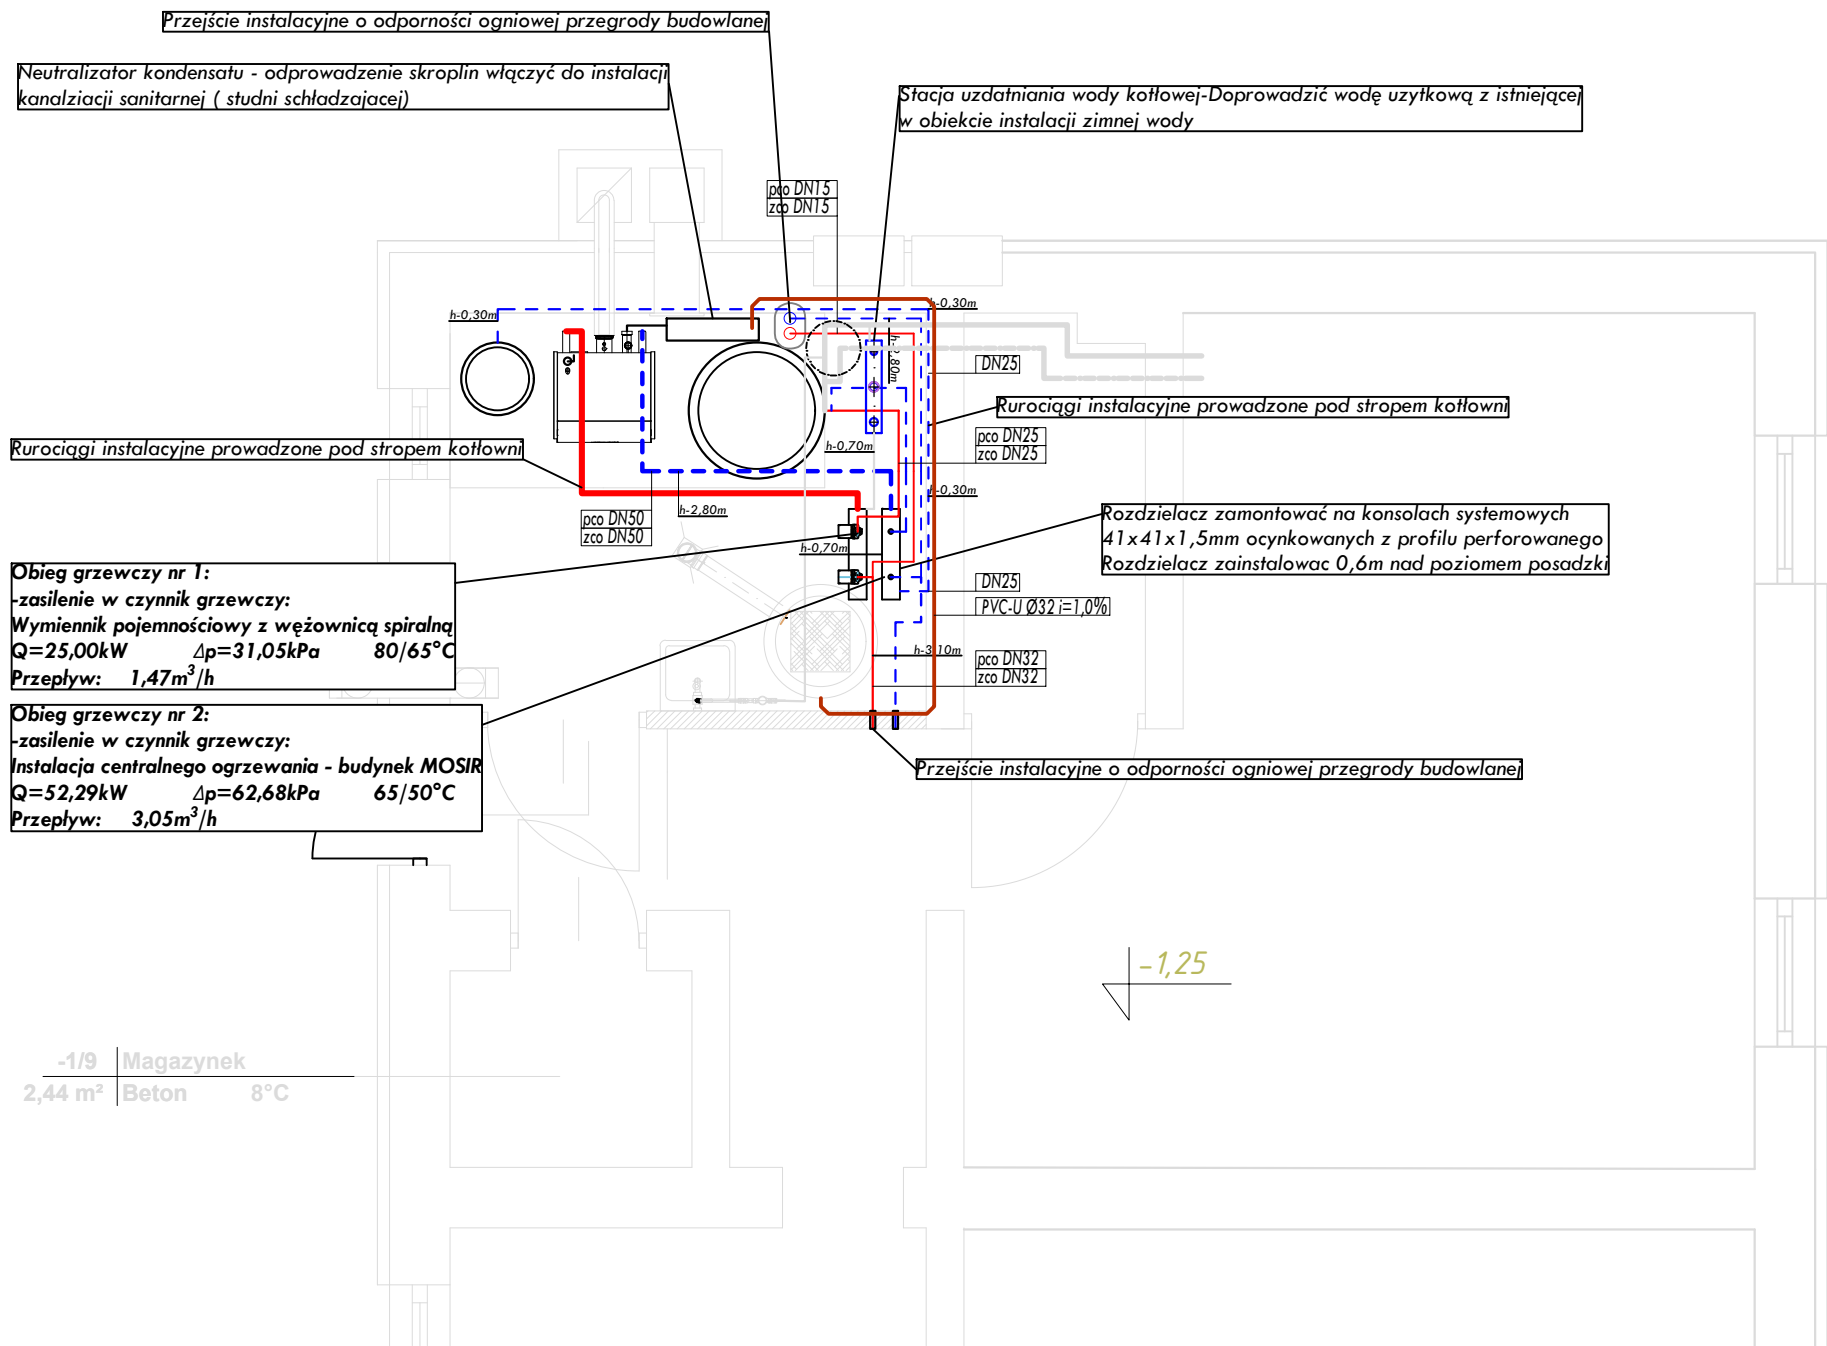 Przejście instalacyjne o odporności ogniowej przegrody budowlanej
Neutralizator kondensatu - odprowadzenie skroplin włączyć do instalacji
kanalziacji sanitarnej ( studni schładzajacej)
Stacja uzdatniania wody kotłowej-Doprowadzić wodę uzytkową z istniejącej
w obiekcie instalacji zimnej wody
pco DN15
zco DN15
h-0,30m
h-0,30m
h-2,80m
DN25
Rurociągi instalacyjne prowadzone pod stropem kotłowni
pco DN25
zco DN25
Rurociągi instalacyjne prowadzone pod stropem kotłowni
h-0,70m
h-0,30m
pco DN50
zco DN50
h-2,80m
Rozdzielacz zamontować na konsolach systemowych
41x41x1,5mm ocynkowanych z profilu perforowanego
Rozdzielacz zainstalowac 0,6m nad poziomem posadzki
h-0,70m
Obieg grzewczy nr 1:
-zasilenie w czynnik grzewczy:
Wymiennik pojemnościowy z wężownicą spiralną
Q=25,00kW Δp=31,05kPa 80/65°C
Przepływ: 1,47m³/h
DN25
PVC-U Ø32 i=1,0%
h-3,10m
pco DN32
zco DN32
Obieg grzewczy nr 2:
-zasilenie w czynnik grzewczy:
Instalacja centralnego ogrzewania - budynek MOSIR
Q=52,29kW Δp=62,68kPa 65/50°C
Przepływ: 3,05m³/h
Przejście instalacyjne o odporności ogniowej przegrody budowlanej
-1,25
-1/9 Magazynek
2,44 m² Beton 8°C